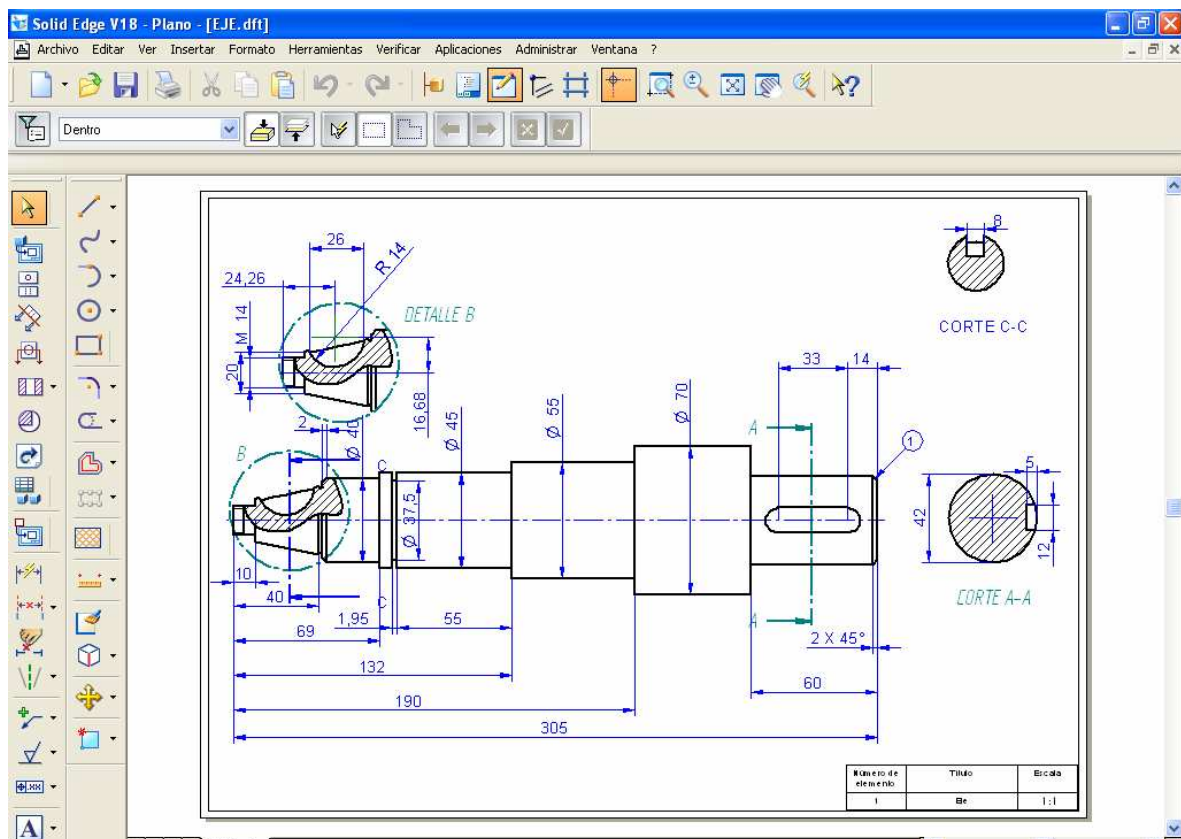 Solid Edge V18 - Plano - [EJE.dft]
Archivo Editar Ver Insertar Formato Herramientas Verificar Aplicaciones Administrar Ventana ?
Dentro
26
R 14
24,26
DETALLE B
M 14
20
16,68
8
CORTE C-C
33 14
2
Ø 40
Ø 45
Ø 55
Ø 70
A
1
B
C
Ø 37,5
5
42
12
10
40
C
CORTE A-A
1,95 55
A
2 X 45°
69
132
60
190
305
Número de elemento
Título
Escala
1
Eje
1:1
A
.XX